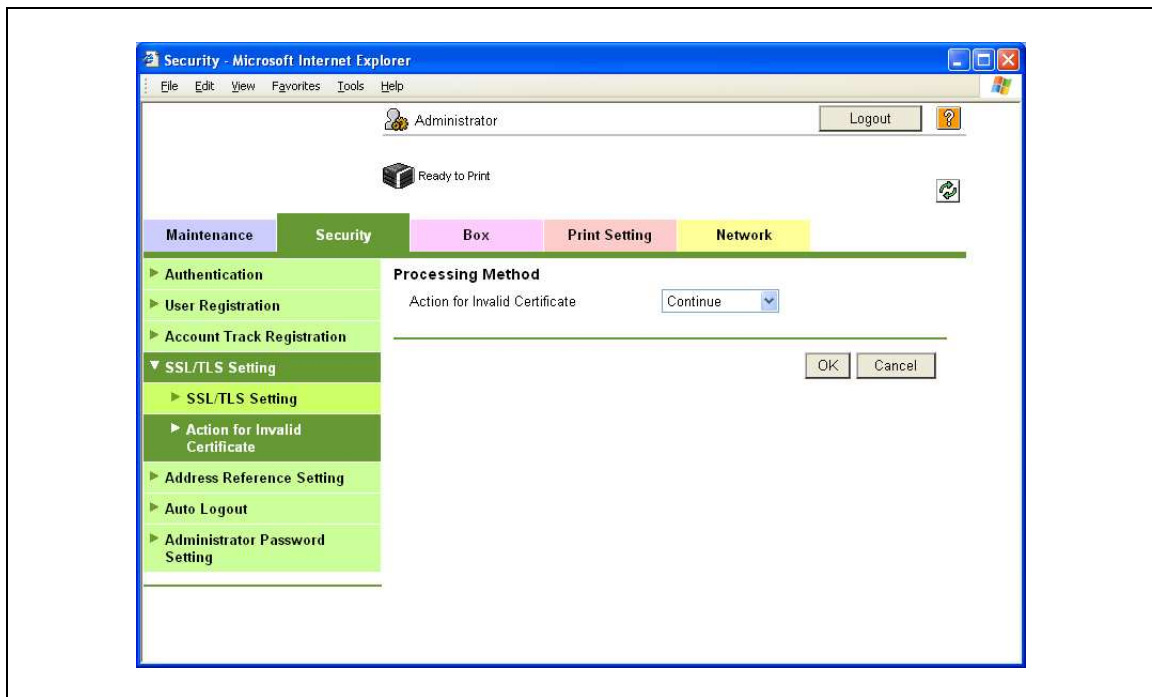 Security - Microsoft Internet Explorer
File Edit View Favorites Tools Help
Administrator
Logout
?
Ready to Print
Maintenance Security Box Print Setting Network
Authentication
User Registration
Account Track Registration
SSL/TLS Setting
SSL/TLS Setting
Action for Invalid
Certificate
Address Reference Setting
Auto Logout
Administrator Password
Setting
Processing Method
Action for Invalid Certificate Continue
OK Cancel